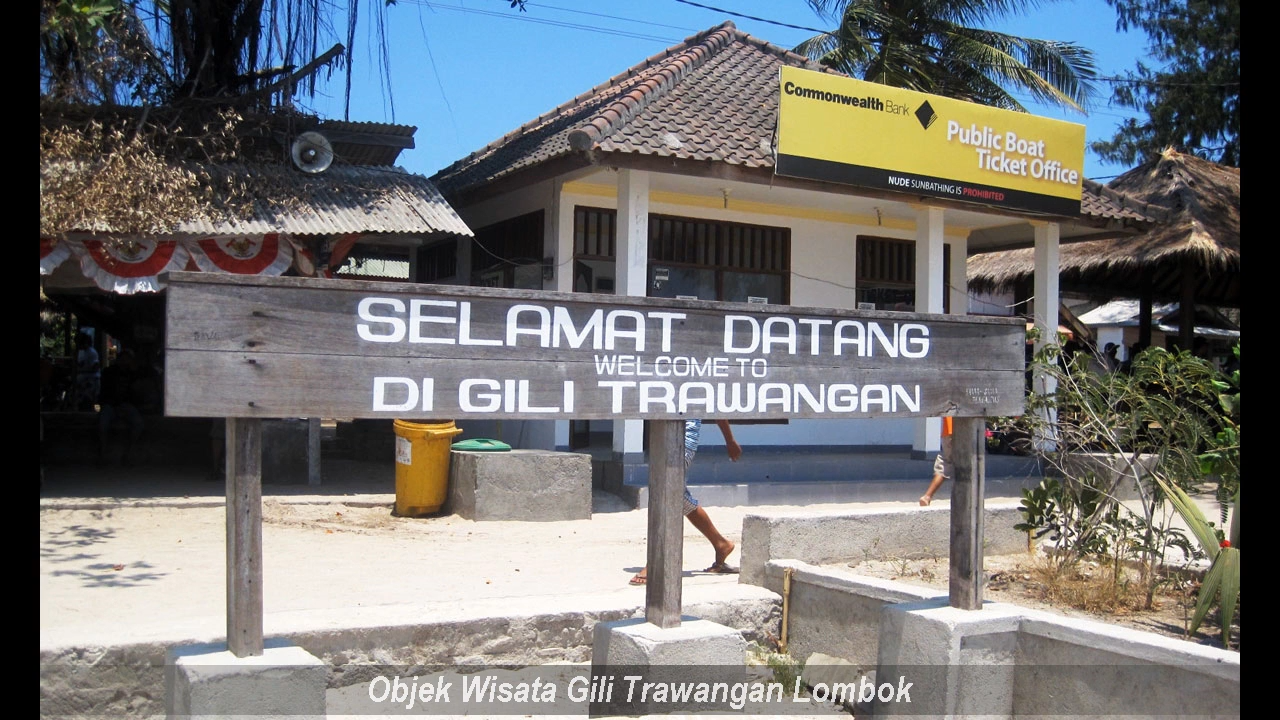 Commonwealth Bank
Public Boat
Ticket Office
NUDE SUNBATHING IS PROHIBITED
SELAMAT DATANG
WELCOME TO
DI GILI TRAWANGAN
Objek Wisata Gili Trawangan Lombok